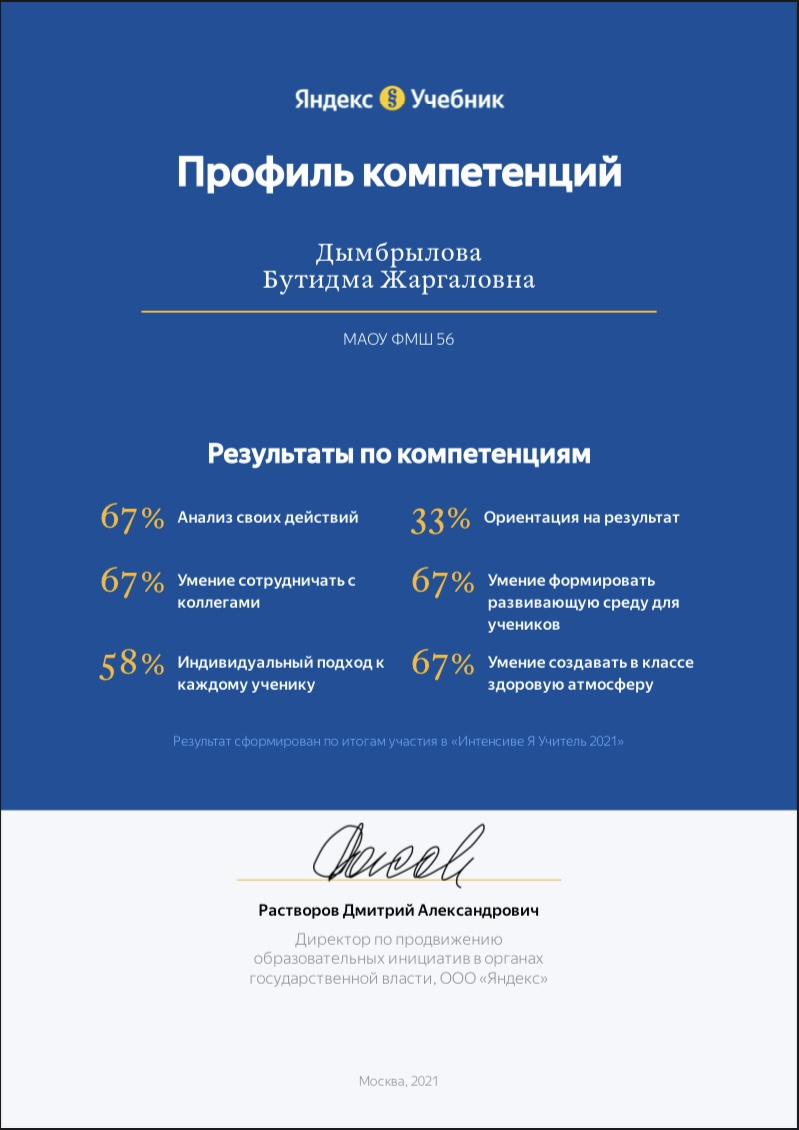 Яндекс Учебник
Профиль компетенций
Дымбрылова
Бутидма Жаргаловна
МАОУ ФМШ 56
Результаты по компетенциям
67% Анализ своих действий
33% Ориентация на результат
67% Умение сотрудничать с
коллегами
67% Умение формировать
развивающую среду для
учеников
58% Индивидуальный подход к
каждому ученику
67% Умение создавать в классе
здоровую атмосферу
Результат сформирован по итогам участия в «Интенсиве Я Учитель 2021»
Растворов Дмитрий Александрович
Директор по продвижению
образовательных инициатив в органах
государственной власти, ООО «Яндекс»
Москва, 2021